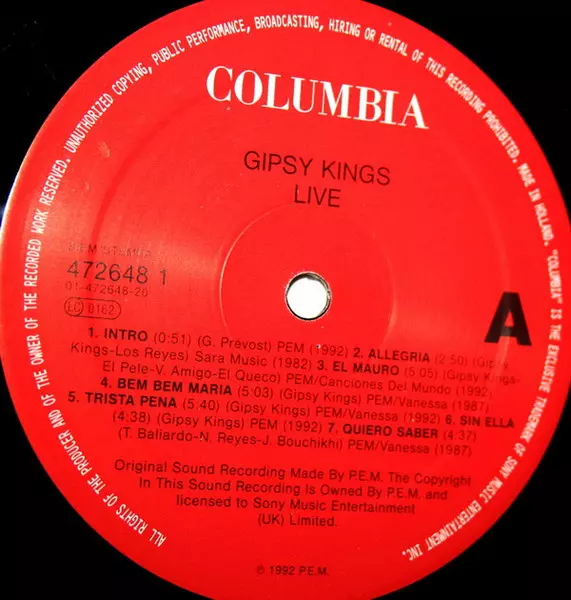 ALL RIGHTS OF THE PRODUCER AND OF THE OWNER OF THE RECORDED WORK RESERVED. UNAUTHORIZED COPYING, PUBLIC PERFORMANCE, BROADCASTING, HIRING OR RENTAL OF THIS RECORDING PROHIBITED. MADE IN HOLLAND. "COLUMBIA" IS THE EXCLUSIVE TRADEMARK OF SONY MUSIC ENTERTAINMENT INC.
COLUMBIA
GIPSY KINGS
LIVE
BIEM/STEMRA
472648 1
01-472648-20
LC 0162
A
1. INTRO (0:51) (G. Prevost) PEM (1992) 2. ALLEGRIA (2:50) (Gipsy
Kings-Los Reyes) Sara Music (1982) 3. EL MAURO (5:05) (Gipsy Kings-
El Pele-V. Amigo-El Queco) PEM/Canciones Del Mundo (1992)
4. BEM BEM MARIA (5:03) (Gipsy Kings) PEM/Vanessa (1987)
5. TRISTA PENA (5:40) (Gipsy Kings) PEM/Vanessa (1992) 6. SIN ELLA
(4:38) (Gipsy Kings) PEM (1992) 7. QUIERO SABER (4:37)
(T. Baliardo-N. Reyes-J. Bouchikhi) PEM/Vanessa (1987)
Original Sound Recording Made By P.E.M. The Copyright
In This Sound Recording Is Owned By P.E.M. and
licensed to Sony Music Entertainment
(UK) Limited.
℗ 1992 P.E.M.